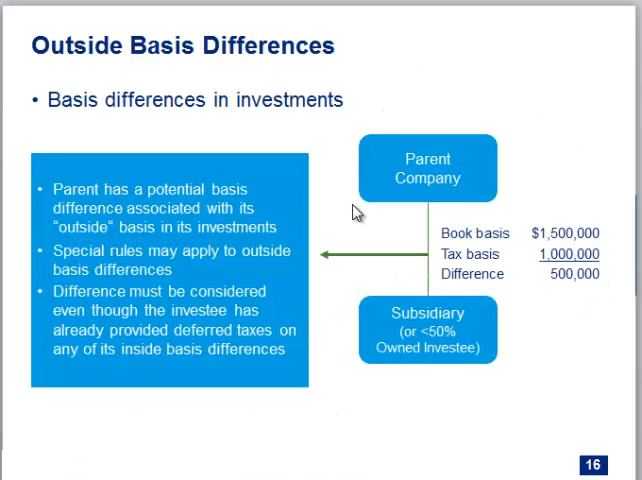 Outside Basis Differences
• Basis differences in investments
• Parent has a potential basis
difference associated with its
"outside" basis in its investments
• Special rules may apply to outside
basis differences
• Difference must be considered
even though the investee has
already provided deferred taxes on
any of its inside basis differences
Parent
Company
Book basis $1,500,000
Tax basis 1,000,000
Difference 500,000
Subsidiary
(or <50%
Owned Investee)
16